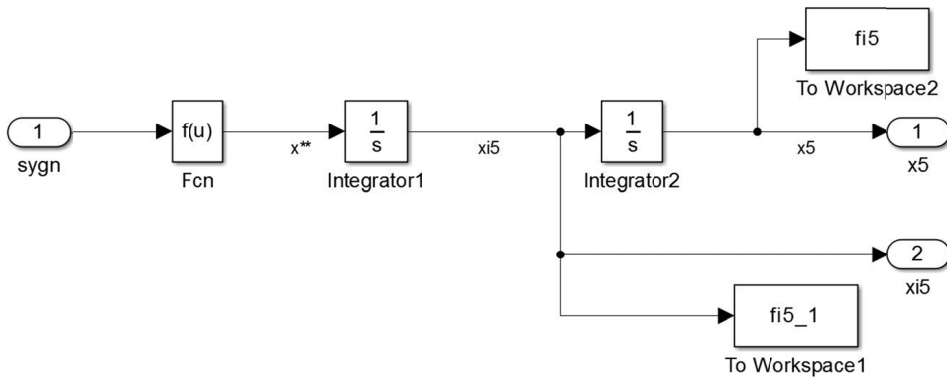 fi5
To Workspace2
1
sygn
f(u)
Fcn
x**
1
s
Integrator1
xi5
1
s
Integrator2
x5
1
x5
2
xi5
fi5_1
To Workspace1